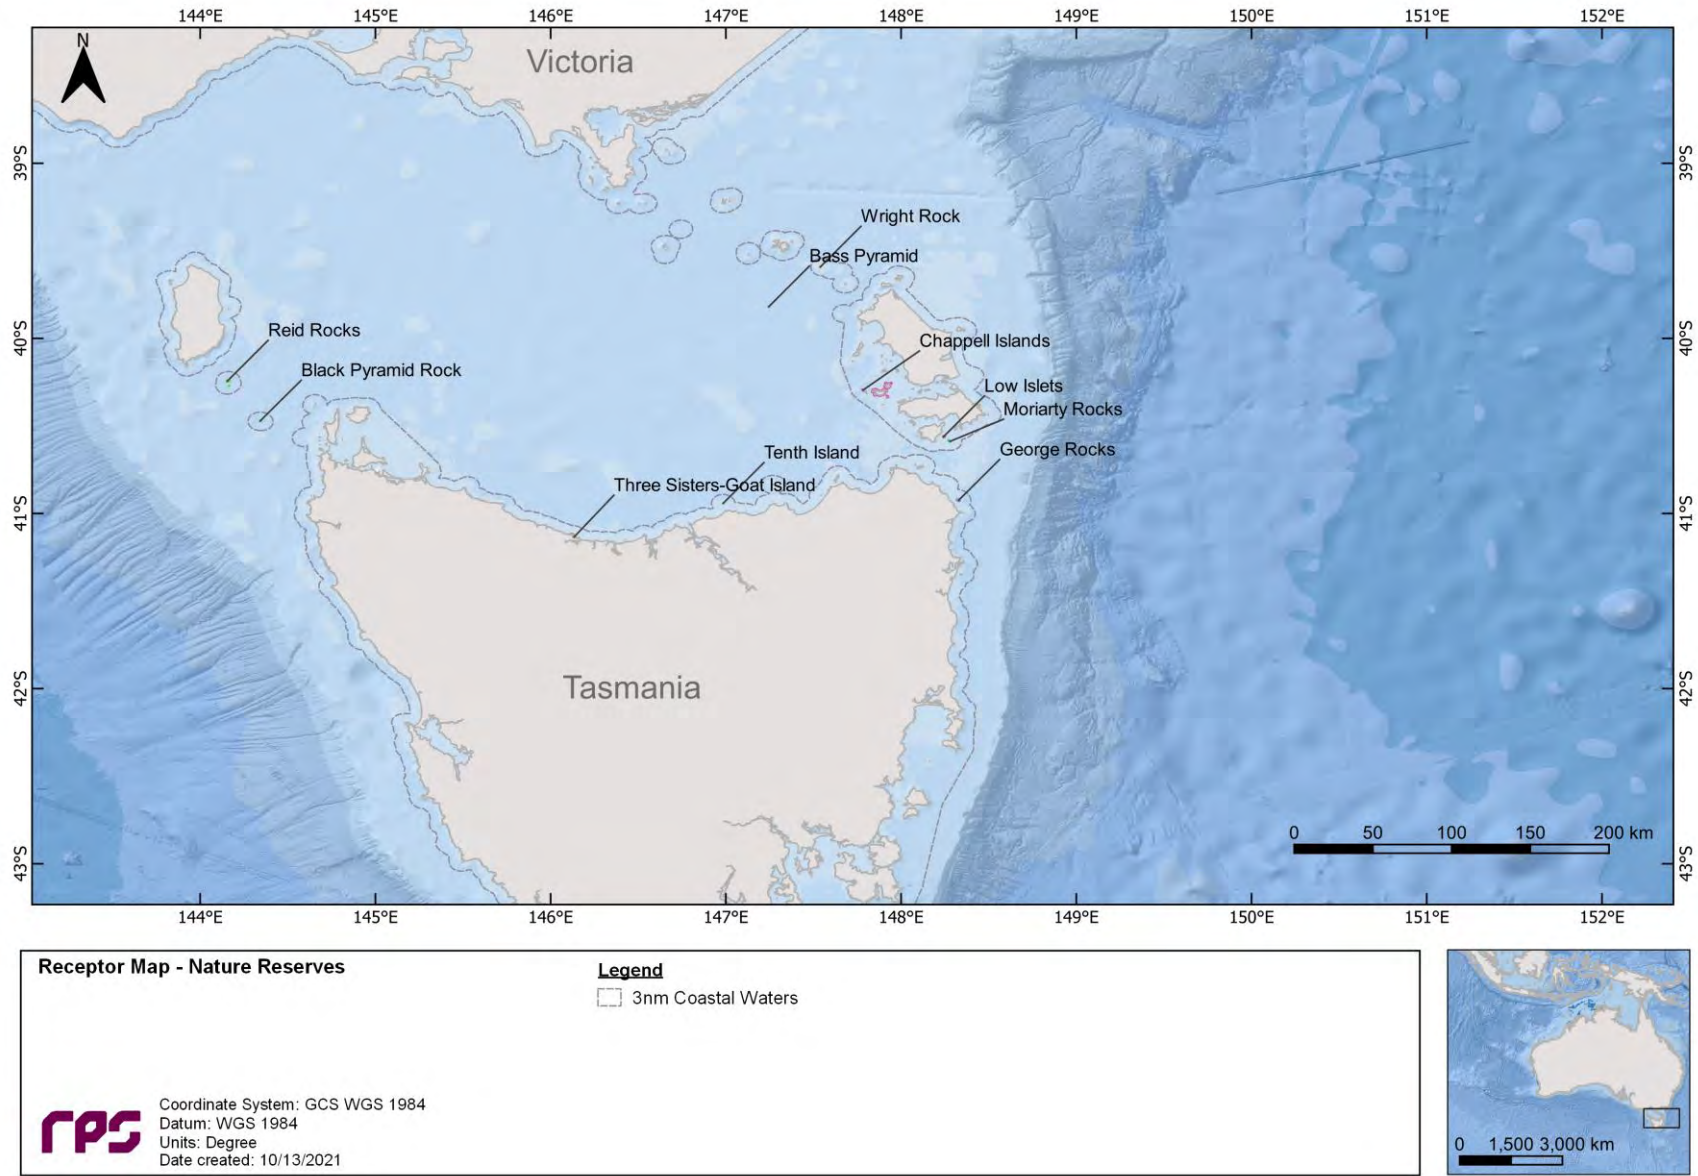 144°E 145°E 146°E 147°E 148°E 149°E 150°E 151°E 152°E
N
Victoria
39°S 39°S
Wright Rock
Bass Pyramid
Reid Rocks
40°S 40°S
Chappell Islands
Black Pyramid Rock
Low Islets
Moriarty Rocks
Tenth Island
George Rocks
Three Sisters-Goat Island
41°S 41°S
Tasmania
42°S 42°S
0 50 100 150 200 km
43°S 43°S
144°E 145°E 146°E 147°E 148°E 149°E 150°E 151°E 152°E
Receptor Map - Nature Reserves
Legend
3nm Coastal Waters
rps
Coordinate System: GCS WGS 1984
Datum: WGS 1984
Units: Degree
Date created: 10/13/2021
0 1,500 3,000 km